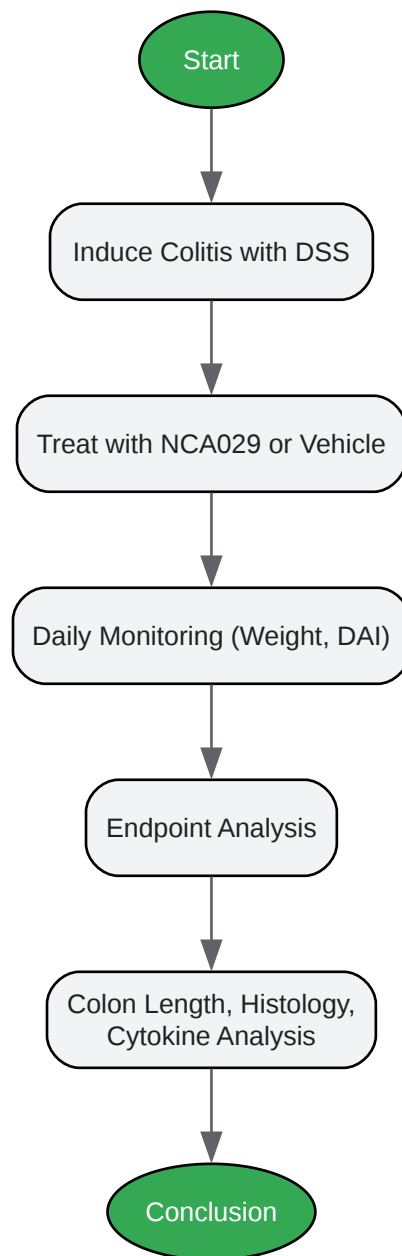 Start
Induce Colitis with DSS
Treat with NCA029 or Vehicle
Daily Monitoring (Weight, DAI)
Endpoint Analysis
Colon Length, Histology,
Cytokine Analysis
Conclusion